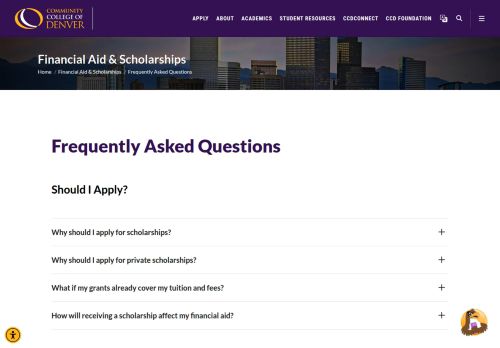 COMMUNITY
COLLEGE OF
DENVER
APPLY ABOUT ACADEMICS STUDENT RESOURCES CCDCONNECT CCD FOUNDATION
Financial Aid & Scholarships
Home / Financial Aid & Scholarships / Frequently Asked Questions
Frequently Asked Questions
Should I Apply?
Why should I apply for scholarships?
Why should I apply for private scholarships?
What if my grants already cover my tuition and fees?
How will receiving a scholarship affect my financial aid?